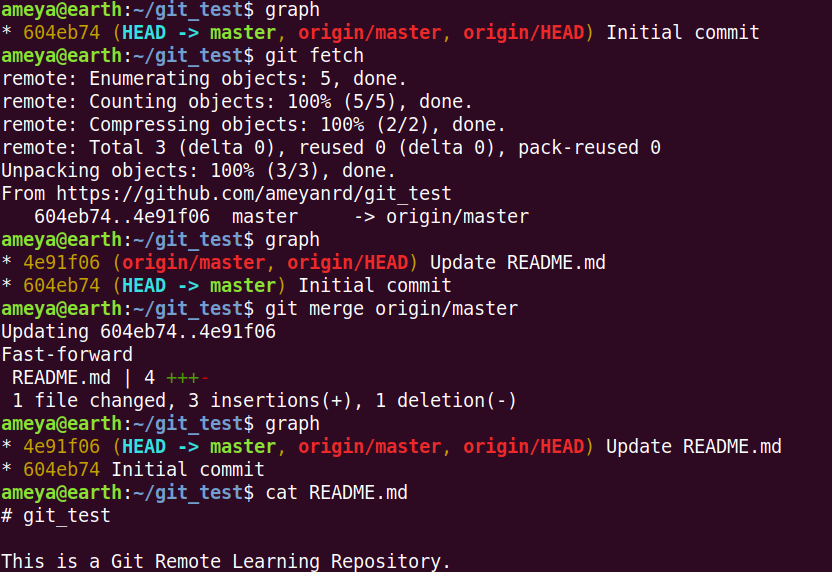 ameya@earth:~/git_test$ graph
* 604eb74 (HEAD -> master, origin/master, origin/HEAD) Initial commit
ameya@earth:~/git_test$ git fetch
remote: Enumerating objects: 5, done.
remote: Counting objects: 100% (5/5), done.
remote: Compressing objects: 100% (2/2), done.
remote: Total 3 (delta 0), reused 0 (delta 0), pack-reused 0
Unpacking objects: 100% (3/3), done.
From https://github.com/ameyanrd/git_test
   604eb74..4e91f06  master     -> origin/master
ameya@earth:~/git_test$ graph
* 4e91f06 (origin/master, origin/HEAD) Update README.md
* 604eb74 (HEAD -> master) Initial commit
ameya@earth:~/git_test$ git merge origin/master
Updating 604eb74..4e91f06
Fast-forward
 README.md | 4 +++-
 1 file changed, 3 insertions(+), 1 deletion(-)
ameya@earth:~/git_test$ graph
* 4e91f06 (HEAD -> master, origin/master, origin/HEAD) Update README.md
* 604eb74 Initial commit
ameya@earth:~/git_test$ cat README.md
# git_test

This is a Git Remote Learning Repository.